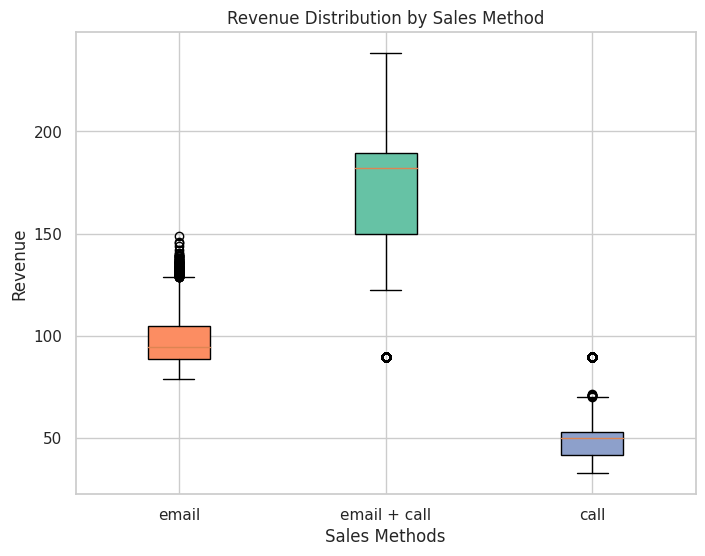 Revenue Distribution by Sales Method
200
150
100
50
Revenue
email
email + call
call
Sales Methods